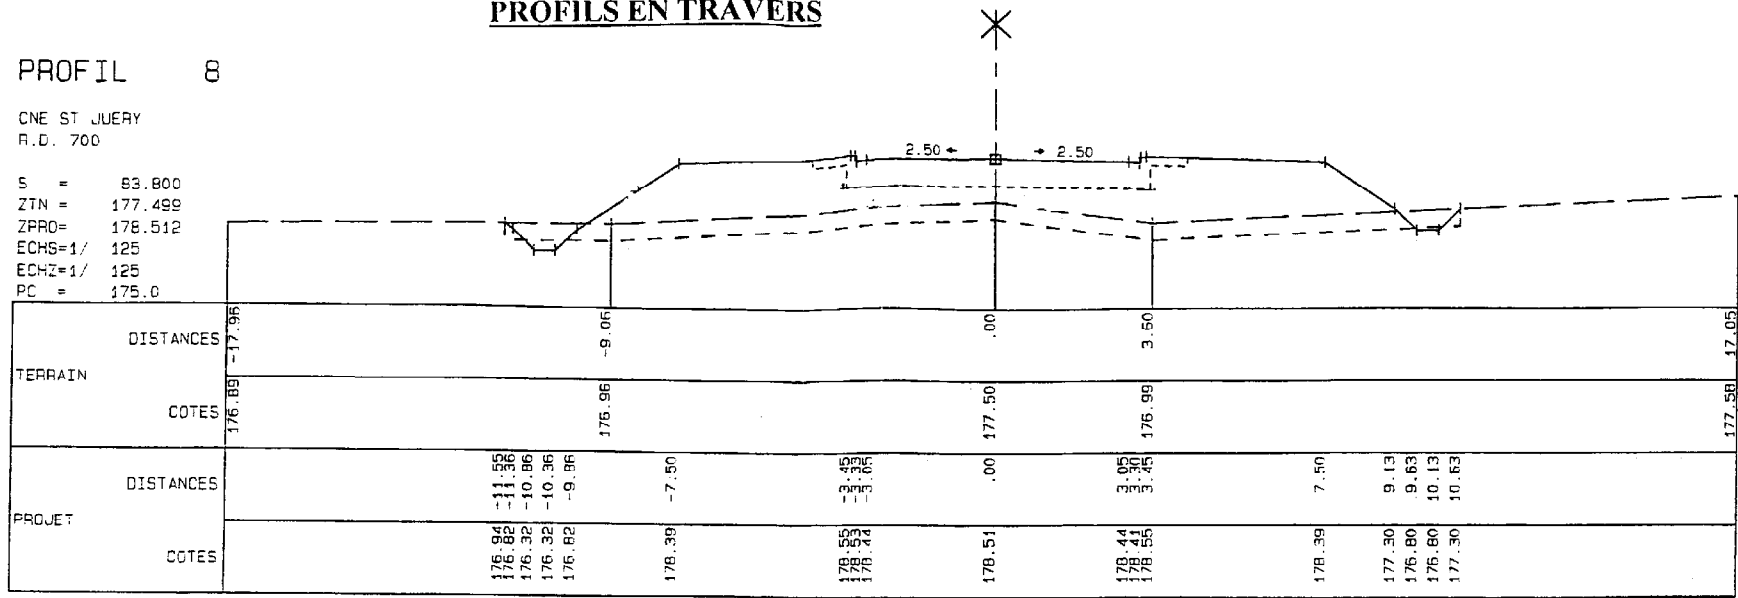 PROFILS EN TRAVERS
PROFIL 8
CNE ST JUERY
R.D. 700
S = 83.800
ZTN = 177.499
ZPRO= 178.512
ECHS=1/ 125
ECHZ=1/ 125
PC = 175.0
2.50 2.50
TERRAIN
DISTANCES -17.96 -9.06 .00 3.50 17.05
COTES 176.89 176.96 177.50 176.99 177.58
PROJET
DISTANCES -11.55 -11.36 -10.86 -10.36 -9.86 -7.50 -3.45 -3.33 -3.05 .00 3.05 3.30 3.45 7.50 9.13 9.63 10.13 10.63
COTES 176.94 176.82 176.32 176.32 176.82 178.39 178.55 178.53 178.44 178.51 178.44 178.41 178.55 178.39 177.30 176.80 176.80 177.30